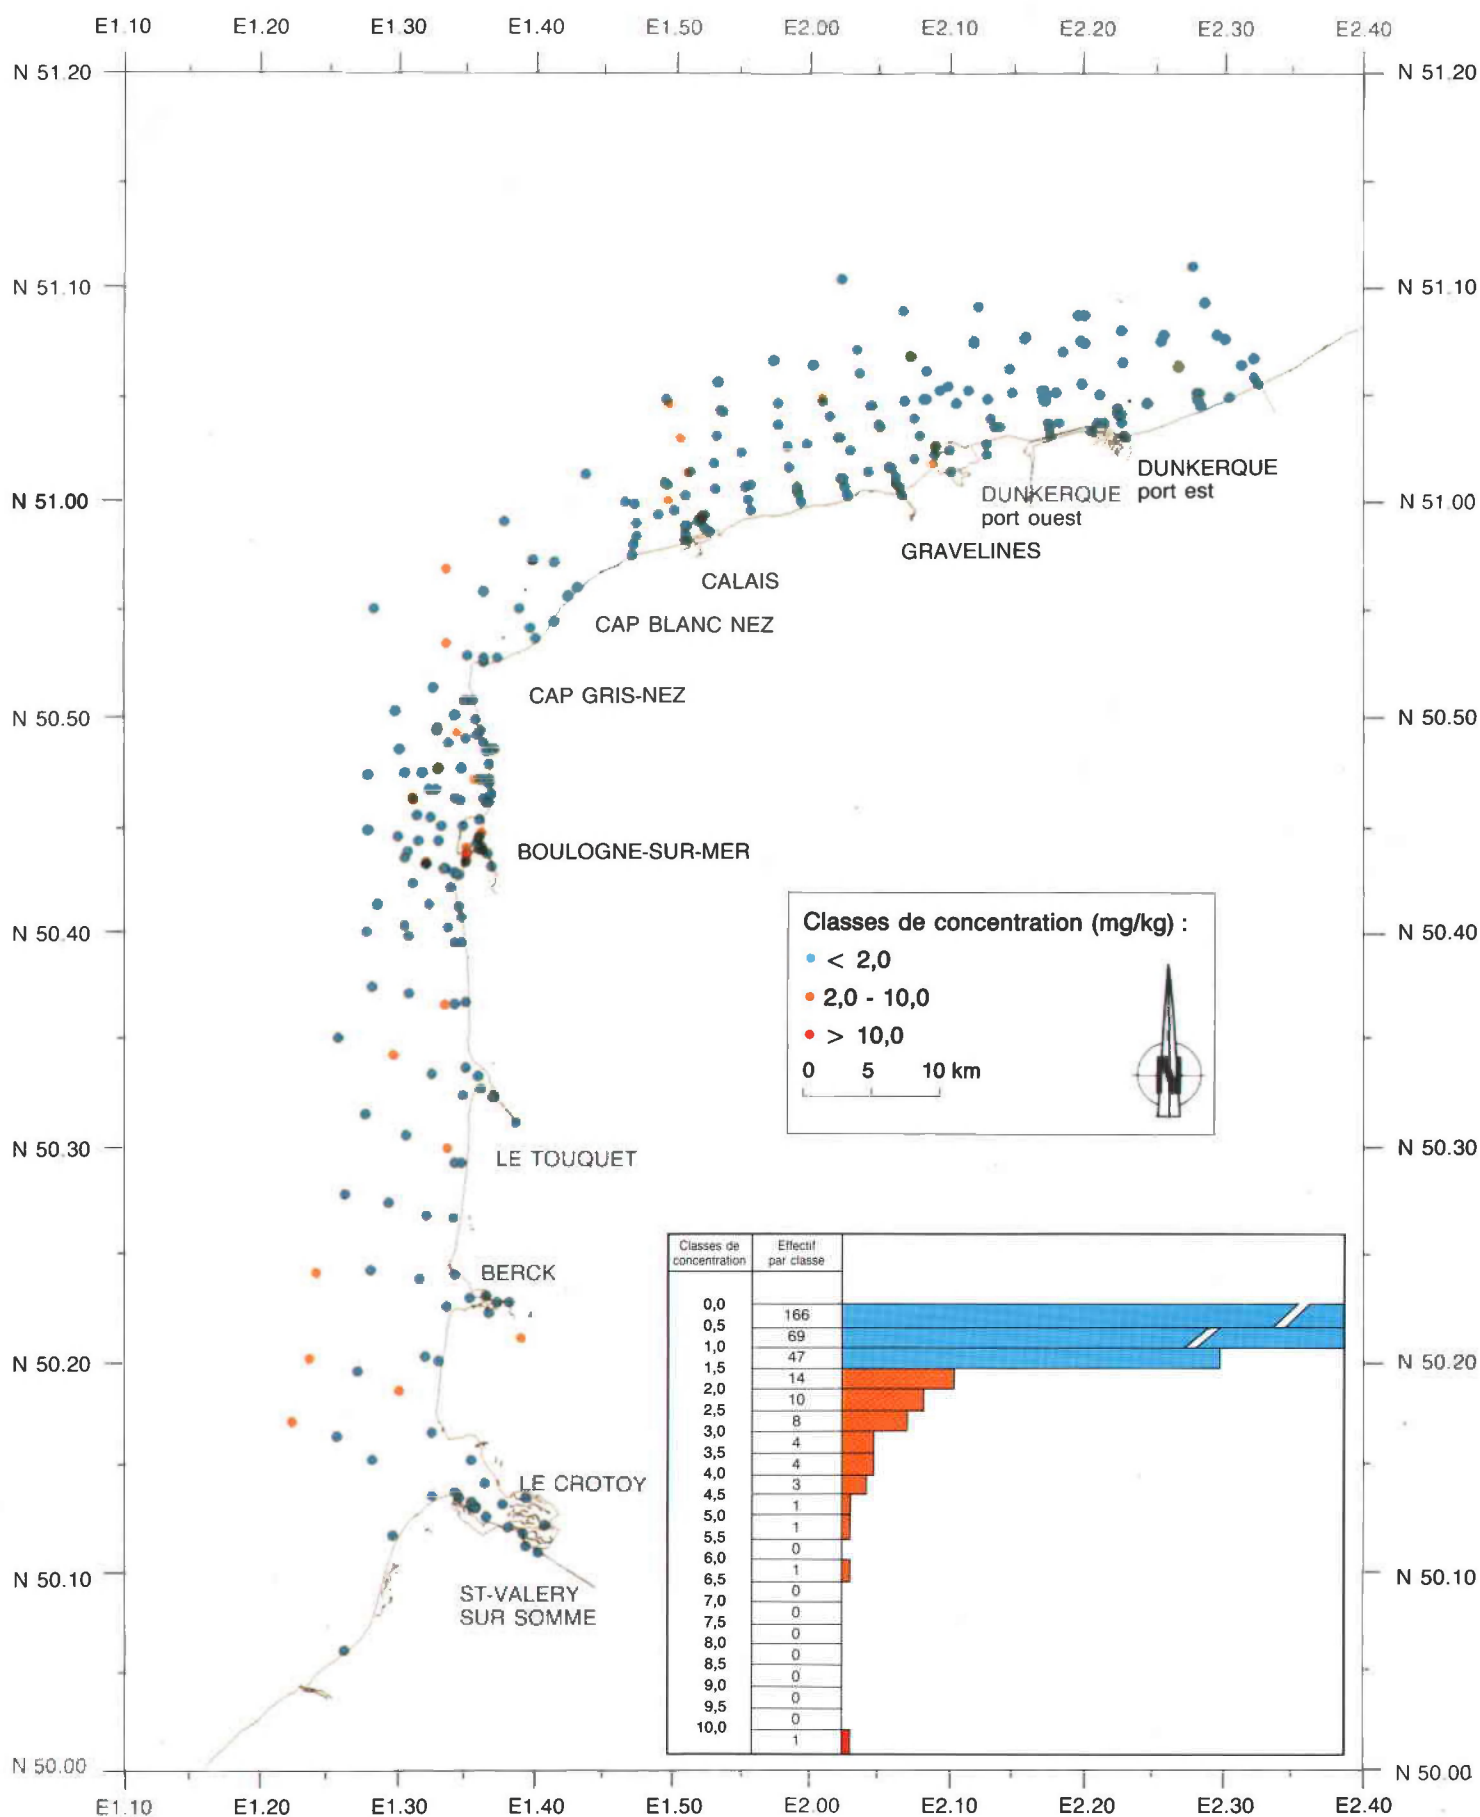 E1.10 E1.20 E1.30 E1.40 E1.50 E2.00 E2.10 E2.20 E2.30 E2.40
N 51.20 N 51.20
N 51.10 N 51.10
DUNKERQUE
port est
DUNKERQUE
port ouest
N 51.00 N 51.00
GRAVELINES
CALAIS
CAP BLANC NEZ
CAP GRIS-NEZ
N 50.50 N 50.50
BOULOGNE-SUR-MER
Classes de concentration (mg/kg) :
< 2,0
2,0 - 10,0
> 10,0
0 5 10 km
N
N 50.40 N 50.40
N 50.30 N 50.30
LE TOUQUET
BERCK
Classes de concentration
Effectif par classe
0,0
166
0,5
69
1,0
47
1,5
14
2,0
10
2,5
8
3,0
4
3,5
4
4,0
3
4,5
1
5,0
1
5,5
0
6,0
1
6,5
0
7,0
0
7,5
0
8,0
0
8,5
0
9,0
0
9,5
0
10,0
1
N 50.20 N 50.20
LE CROTOY
N 50.10 N 50.10
ST-VALERY
SUR SOMME
N 50.00 N 50.00
E1.10 E1.20 E1.30 E1.40 E1.50 E2.00 E2.10 E2.20 E2.30 E2.40